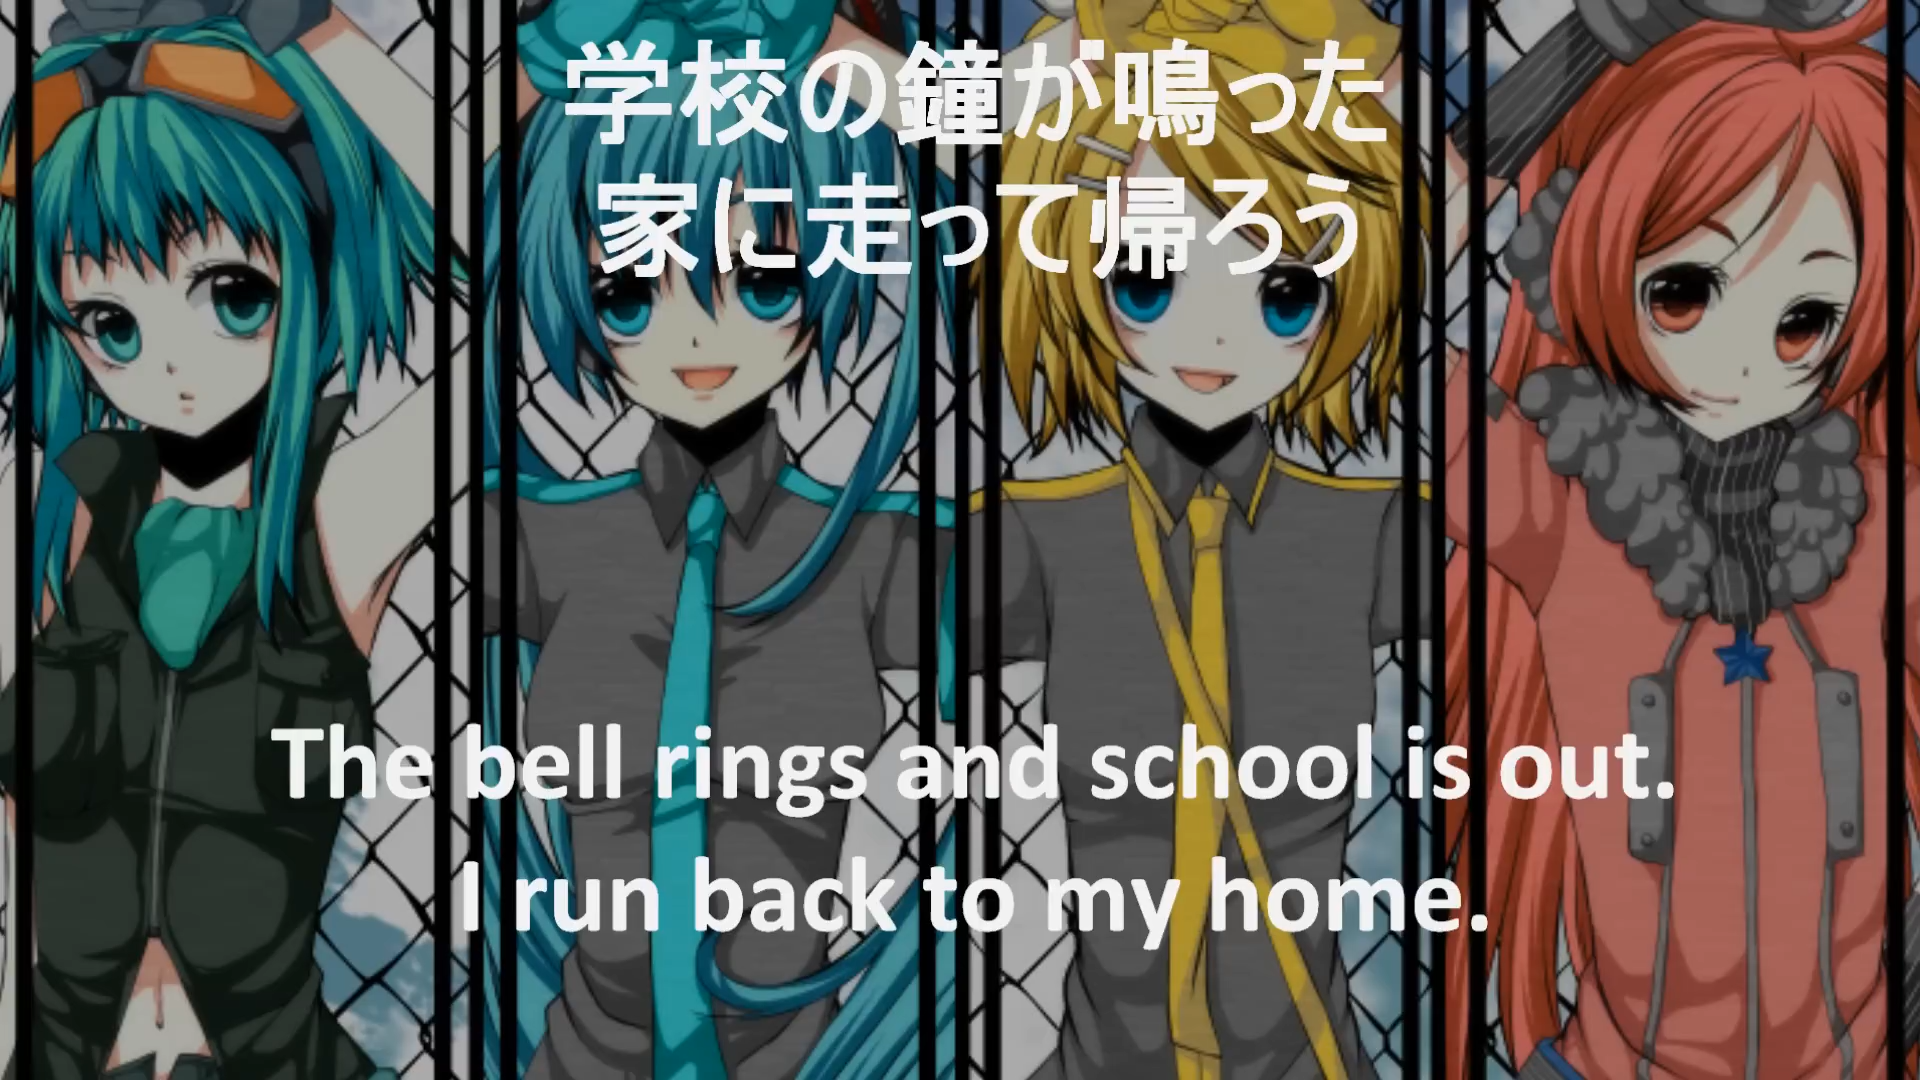 学校の鐘が鳴った
家に走って帰ろう
The bell rings and school is out.
I run back to my home.